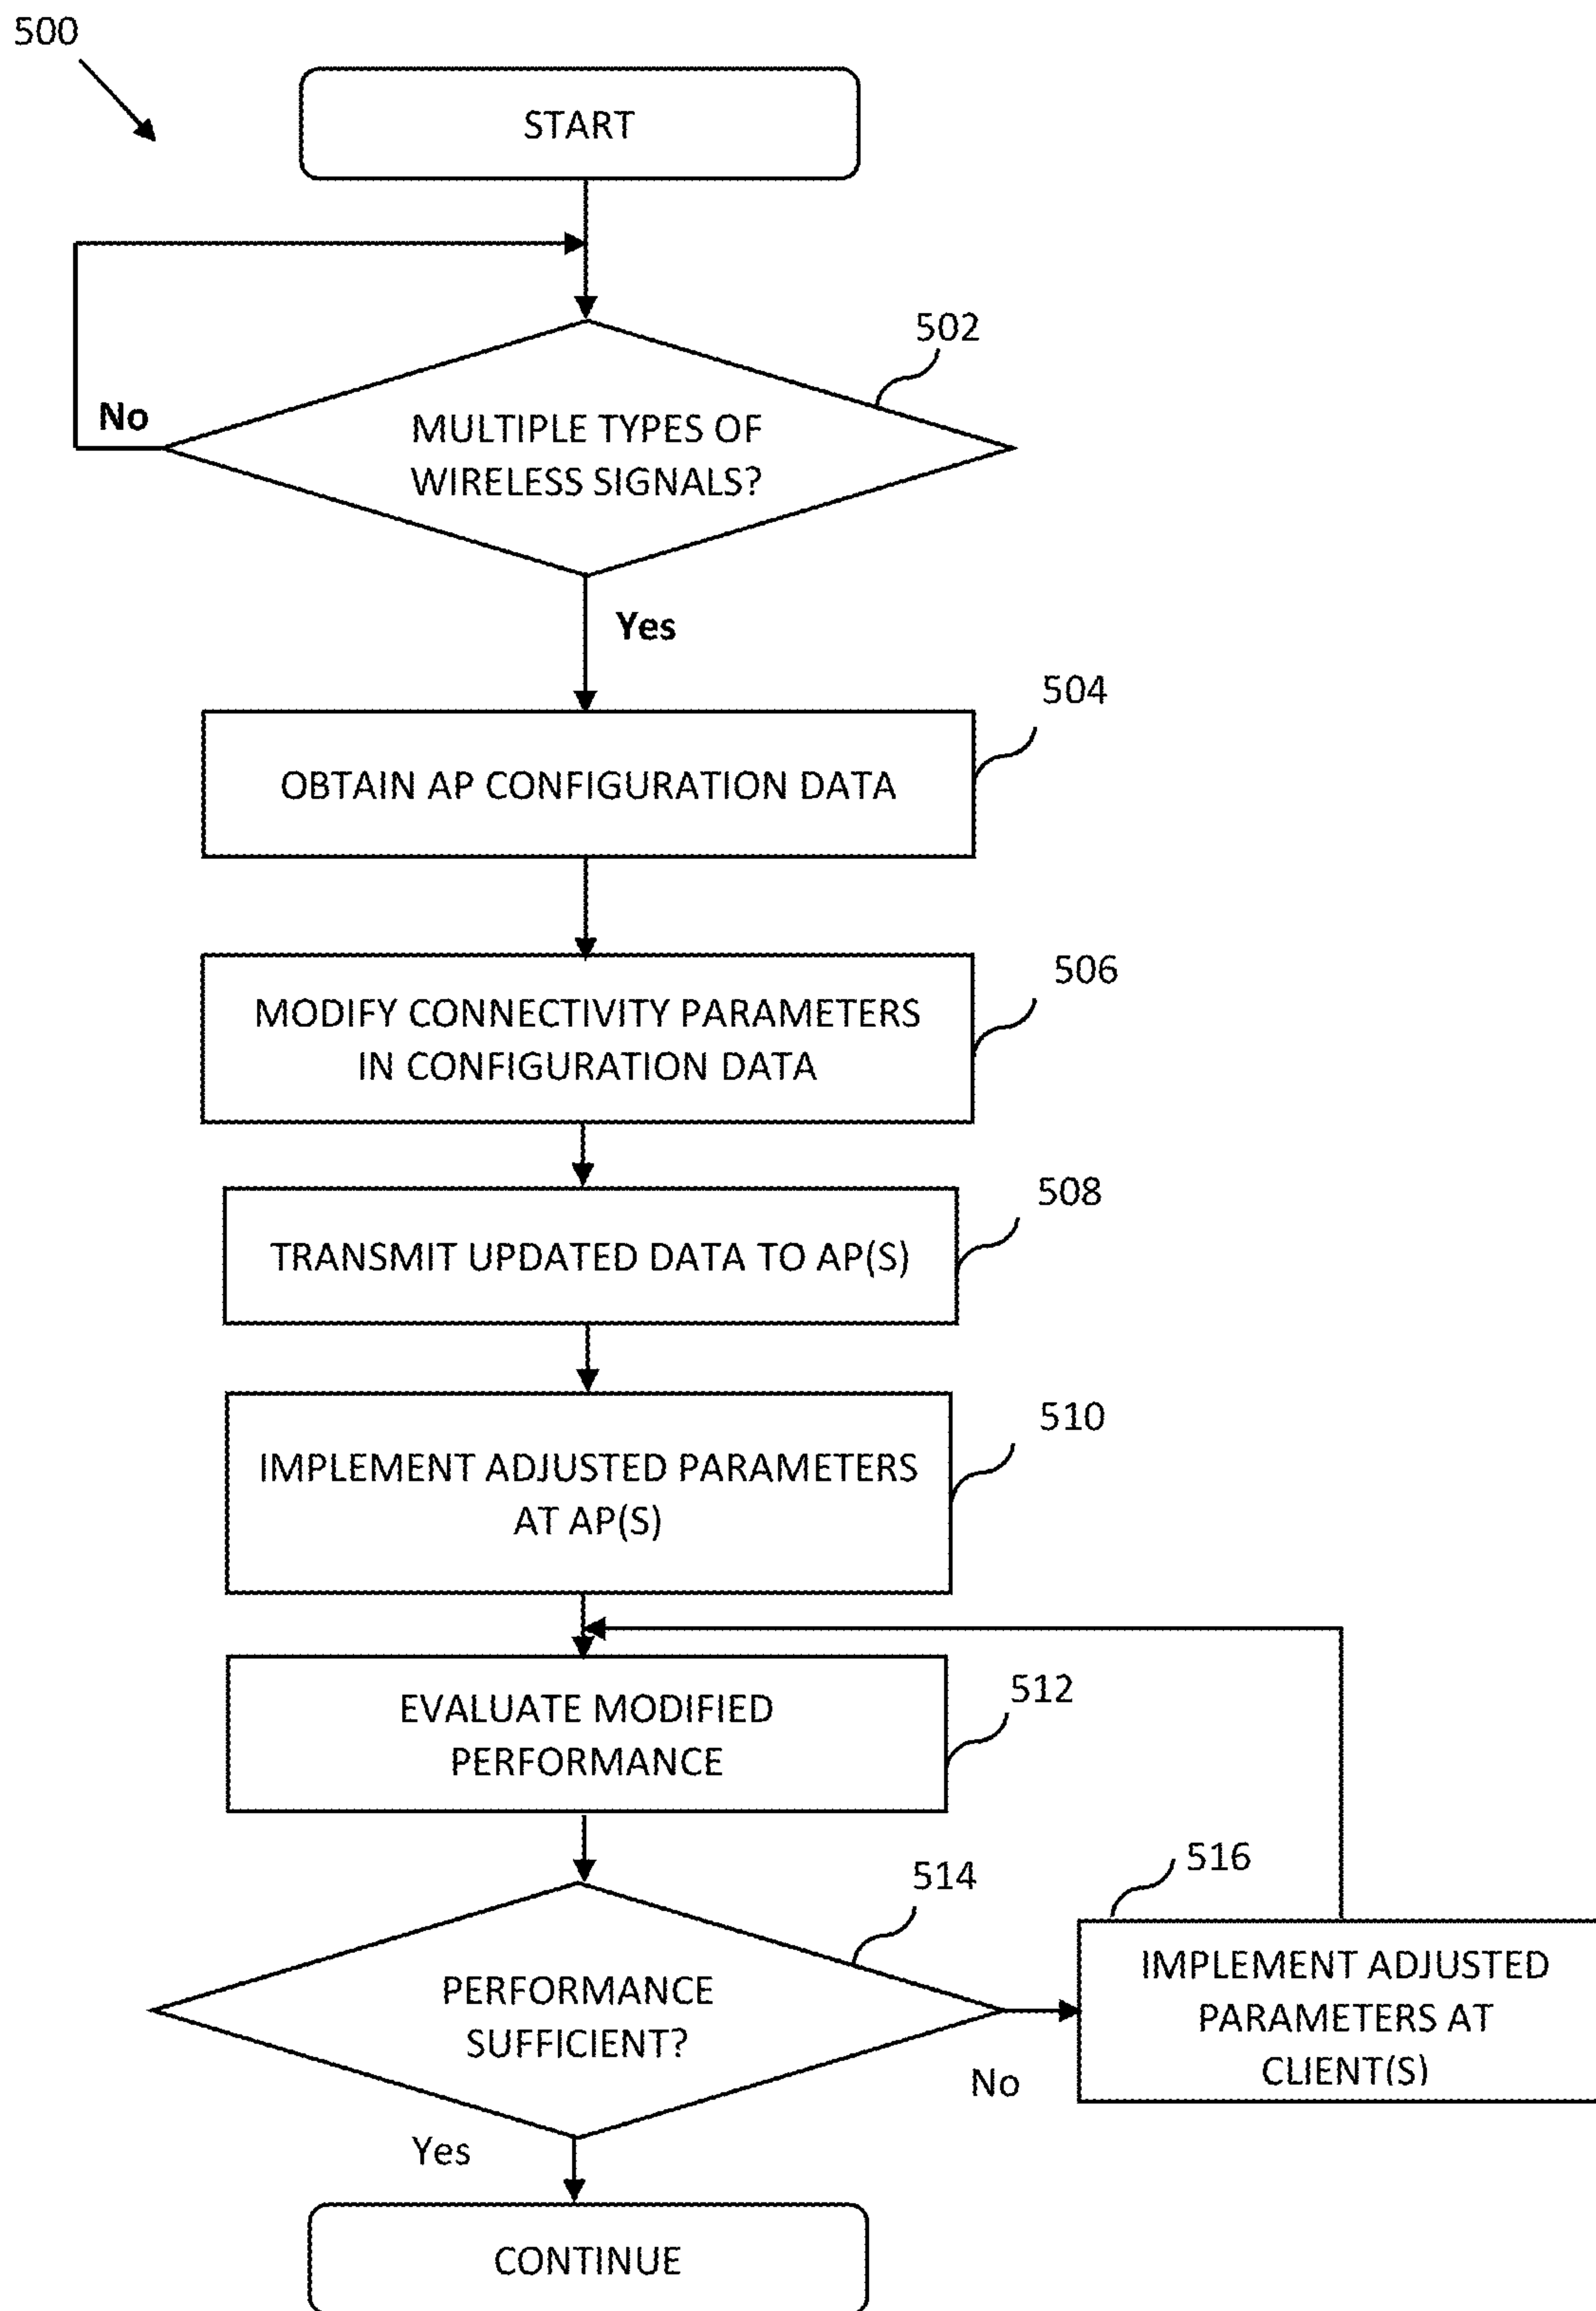 500
START
502
MULTIPLE TYPES OF
WIRELESS SIGNALS?
No
Yes
504
OBTAIN AP CONFIGURATION DATA
506
MODIFY CONNECTIVITY PARAMETERS
IN CONFIGURATION DATA
508
TRANSMIT UPDATED DATA TO AP(S)
510
IMPLEMENT ADJUSTED PARAMETERS
AT AP(S)
512
EVALUATE MODIFIED
PERFORMANCE
514
PERFORMANCE
SUFFICIENT?
No
516
IMPLEMENT ADJUSTED
PARAMETERS AT
CLIENT(S)
Yes
CONTINUE